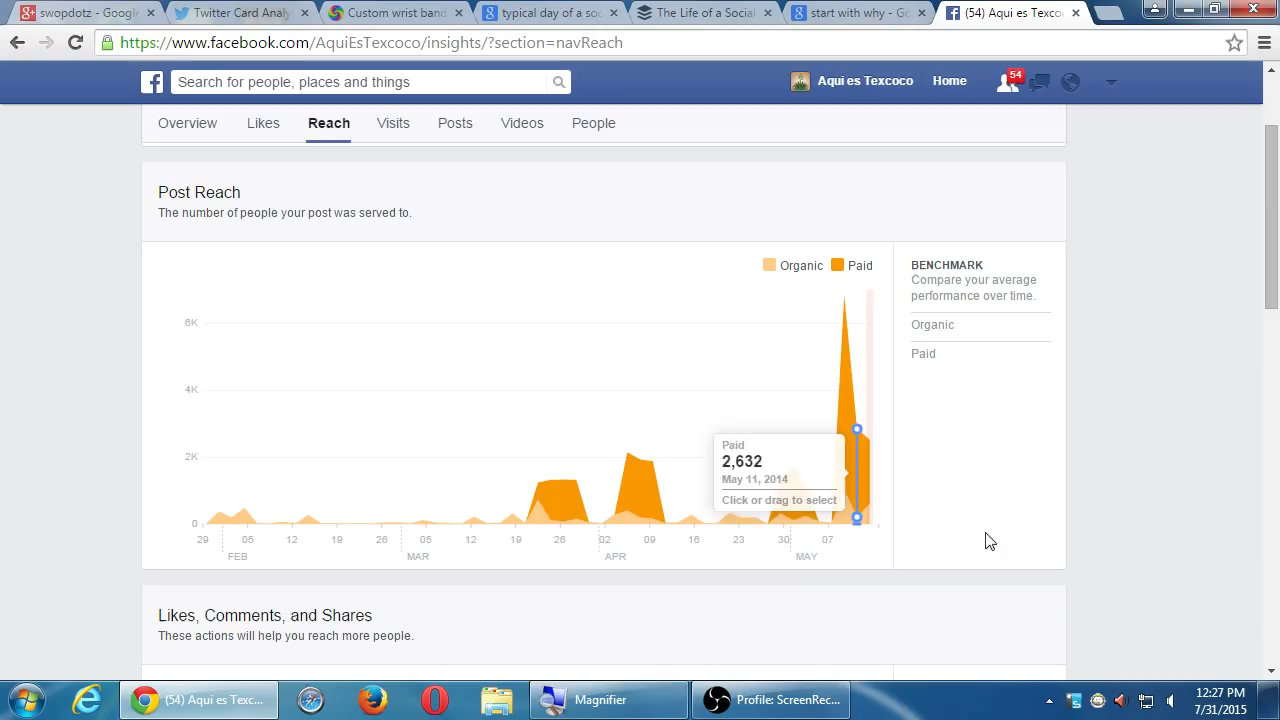 swopdotz - Google
Twitter Card Analy
Custom wrist band
typical day of a soc
The Life of a Social
start with why - Go
(54) Aqui es Texcoc
https://www.facebook.com/AquiEsTexcoco/insights/?section=navReach
Search for people, places and things
Aqui es Texcoco
Home
54
Overview
Likes
Reach
Visits
Posts
Videos
People
Post Reach
The number of people your post was served to.
Organic
Paid
BENCHMARK
Compare your average
performance over time.
Organic
Paid
6K
4K
2K
0
Paid
2,632
May 11, 2014
Click or drag to select
29 05 12 19 26 05 12 19 26 02 09 16 23 30 07
FEB MAR APR MAY
Likes, Comments, and Shares
These actions will help you reach more people.
(54) Aqui es Texc...
Magnifier
Profile: ScreenRec...
12:27 PM
7/31/2015